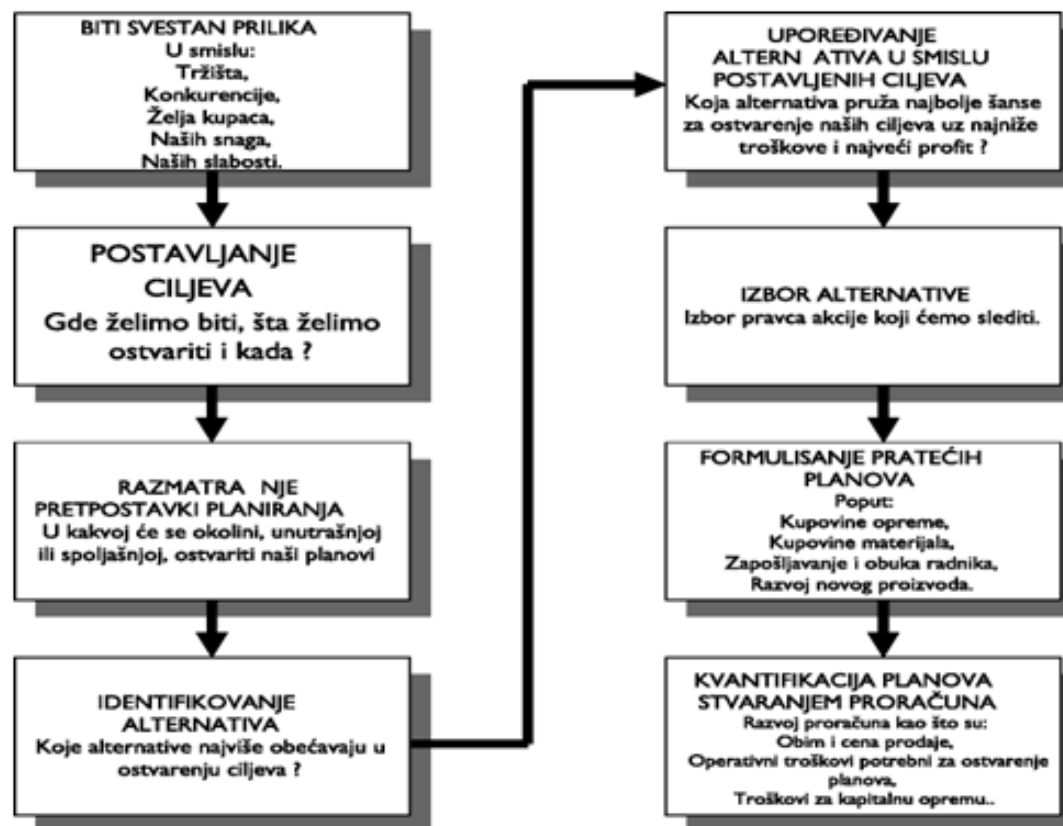 BITI SVESTAN PRILIKA
U smislu:
Tržišta,
Konkurencije,
Želja kupaca,
Naših snaga,
Naših slabosti.
POSTAVLJANJE
CILJEVA
Gde želimo biti, šta želimo
ostvariti i kada ?
RAZMATRA NJE
PRETPOSTAVKI PLANIRANJA
U kakvoj će se okolini, unutrašnjoj
ili spoljašnjoj, ostvariti naši planovi
IDENTIFIKOVANJE
ALTERNATIVA
Koje alternative najviše obećavaju u
ostvarenju ciljeva ?
UPOREĐIVANJE
ALTERN ATIVA U SMISLU
POSTAVLJENIH CILJEVA
Koja alternativa pruža najbolje šanse
za ostvarenje naših ciljeva uz najniže
troškove i najveći profit ?
IZBOR ALTERNATIVE
Izbor pravca akcije koji ćemo slediti.
FORMULISANJE PRATEĆIH
PLANOVA
Poput:
Kupovine opreme,
Kupovine materijala,
Zapošljavanje i obuka radnika,
Razvoj novog proizvoda.
KVANTIFIKACIJA PLANOVA
STVARANJEM PRORAČUNA
Razvoj proračuna kao što su:
Obim i cena prodaje,
Operativni troškovi potrebni za ostvarenje
planova,
Troškovi za kapitalnu opremu..